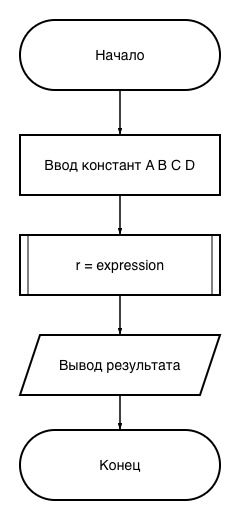 Начало
Ввод констант A B C D
r = expression
Вывод результата
Конец